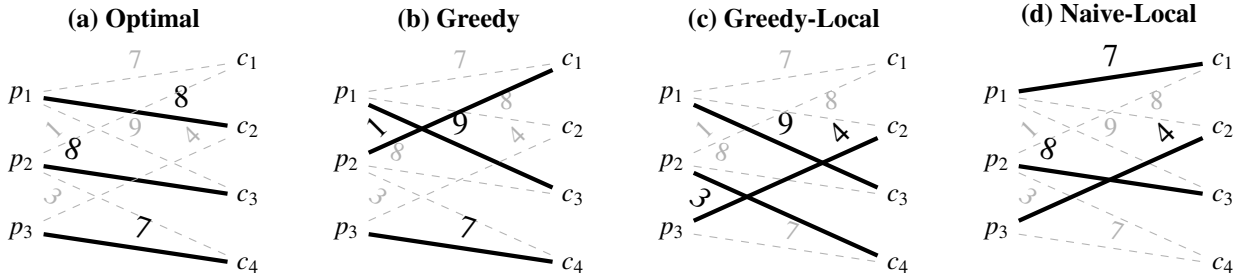 (a) Optimal
7
c1
p1
8
c2
1
9
4
8
p2
c3
3
p3
7
c4
(b) Greedy
7
c1
p1
8
c2
1
9
4
8
p2
c3
3
p3
7
c4
(c) Greedy-Local
7
c1
p1
8
c2
1
9
4
8
p2
c3
3
p3
7
c4
(d) Naive-Local
7
c1
p1
8
c2
1
9
4
8
p2
c3
3
p3
7
c4